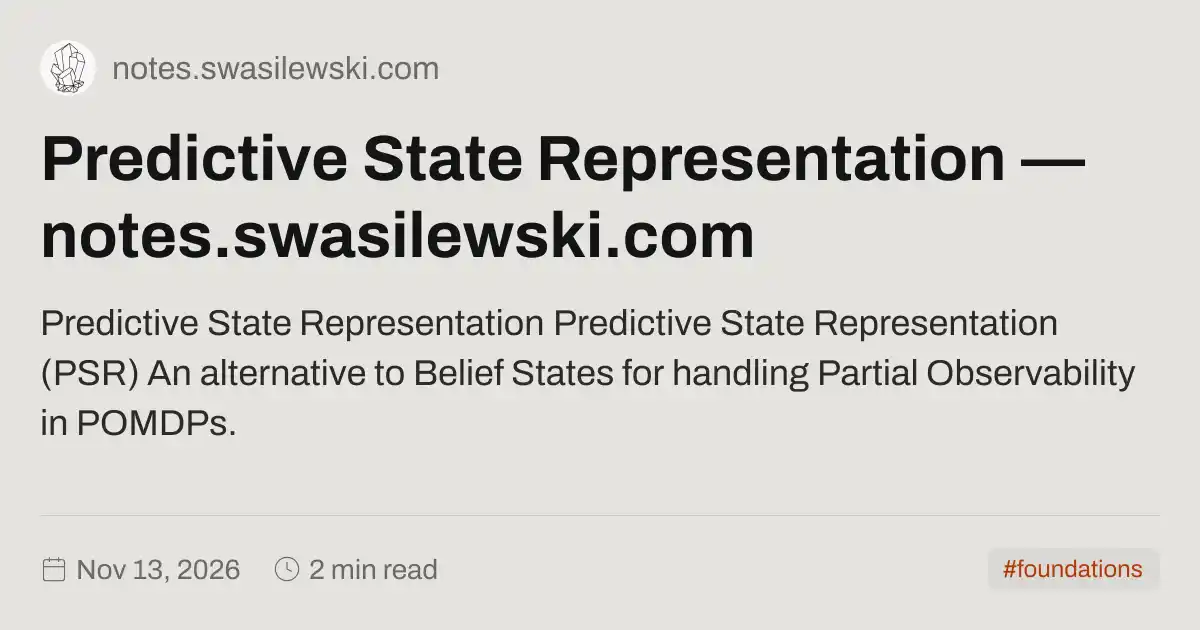 notes.swasilewski.com
Predictive State Representation —
notes.swasilewski.com
Predictive State Representation Predictive State Representation
(PSR) An alternative to Belief States for handling Partial Observability
in POMDPs.
Nov 13, 2026 2 min read #foundations